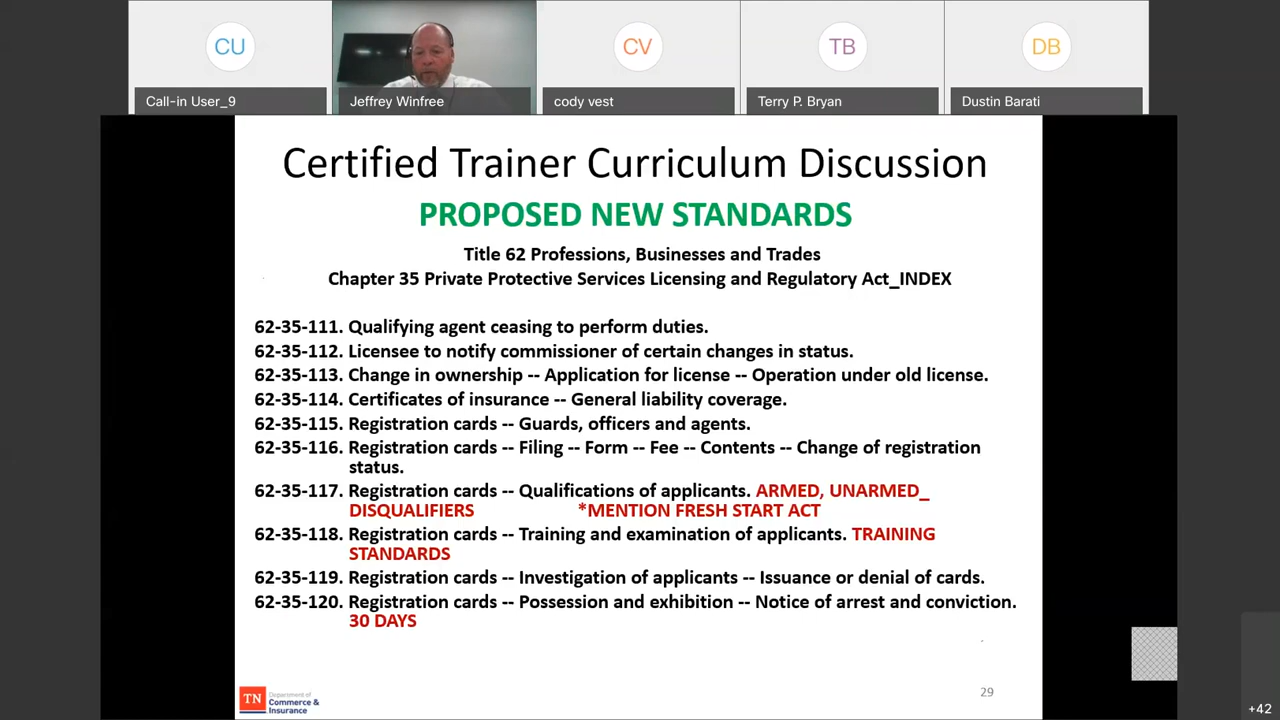 CU
CV
TB
DB
Call-in User_9
Jeffrey Winfree
cody vest
Terry P. Bryan
Dustin Barati
Certified Trainer Curriculum Discussion
PROPOSED NEW STANDARDS
Title 62 Professions, Businesses and Trades
Chapter 35 Private Protective Services Licensing and Regulatory Act_INDEX
62-35-111. Qualifying agent ceasing to perform duties.
62-35-112. Licensee to notify commissioner of certain changes in status.
62-35-113. Change in ownership -- Application for license -- Operation under old license.
62-35-114. Certificates of insurance -- General liability coverage.
62-35-115. Registration cards -- Guards, officers and agents.
62-35-116. Registration cards -- Filing -- Form -- Fee -- Contents -- Change of registration
status.
62-35-117. Registration cards -- Qualifications of applicants. ARMED, UNARMED_
DISQUALIFIERS *MENTION FRESH START ACT
62-35-118. Registration cards -- Training and examination of applicants. TRAINING
STANDARDS
62-35-119. Registration cards -- Investigation of applicants -- Issuance or denial of cards.
62-35-120. Registration cards -- Possession and exhibition -- Notice of arrest and conviction.
30 DAYS
TN
Department of
Commerce &
Insurance
29
+42